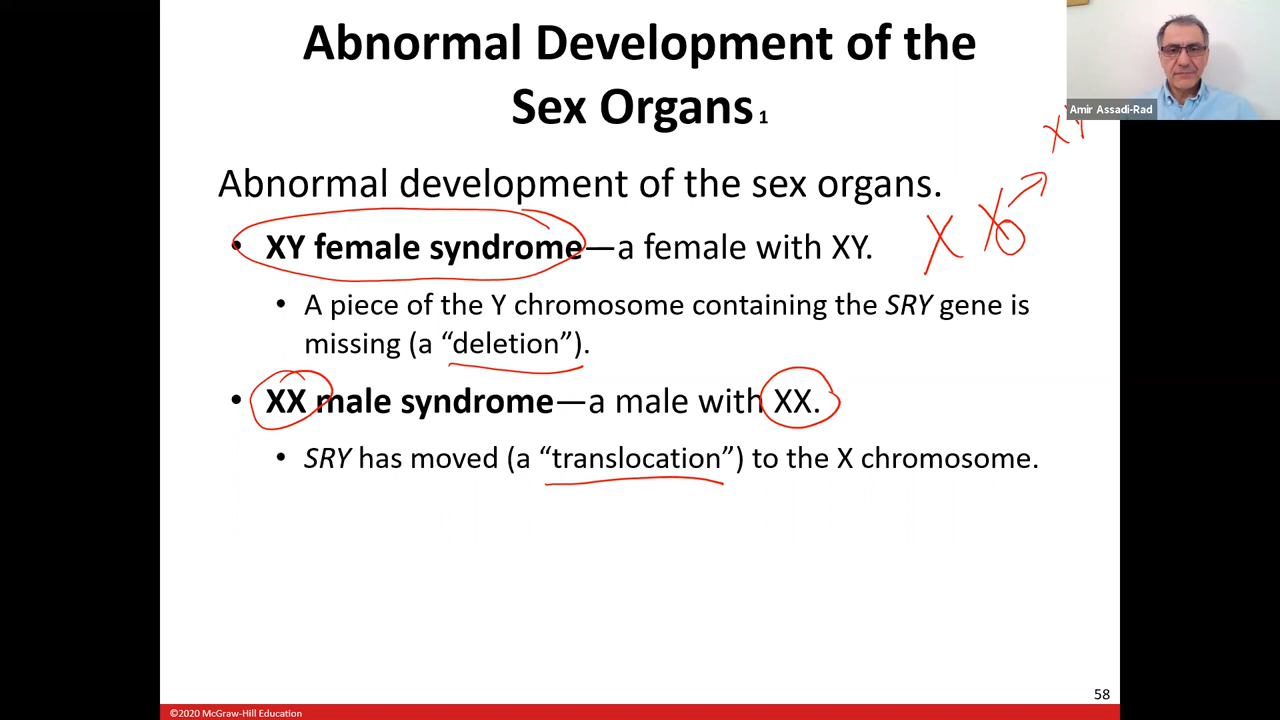 Abnormal Development of the
Sex Organs 1
Amir Assadi-Rad
X Y
Abnormal development of the sex organs.
X X
• XY female syndrome—a female with XY.
• A piece of the Y chromosome containing the SRY gene is
missing (a “deletion”).
• XX male syndrome—a male with XX.
• SRY has moved (a “translocation”) to the X chromosome.
58
©2020 McGraw-Hill Education